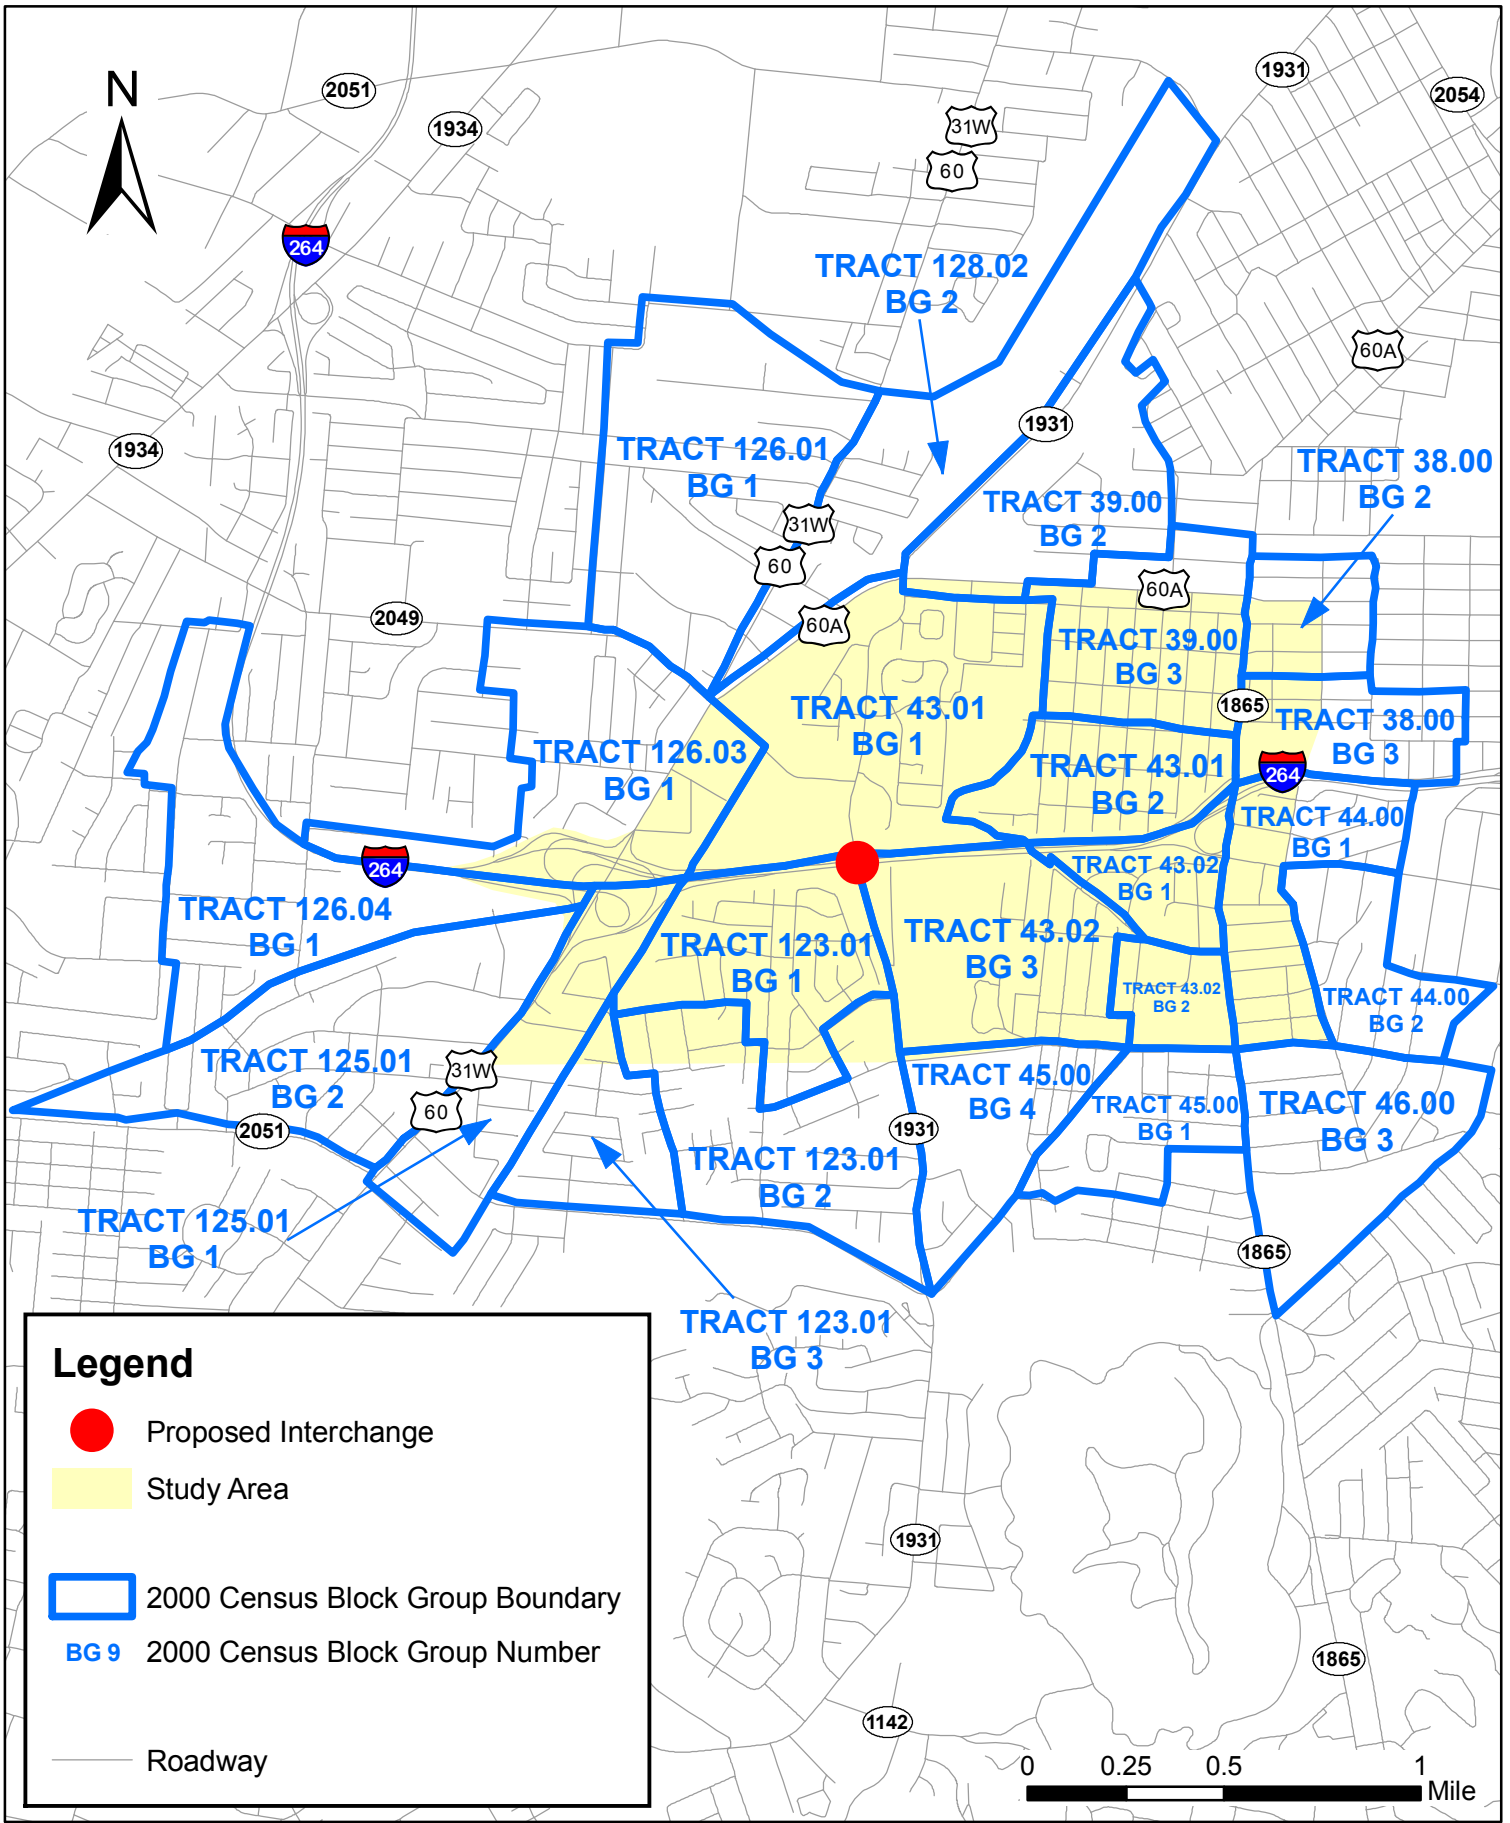 N
2051
1934
264
31W
60
1931
2054
TRACT 128.02
BG 2
60A
1934
TRACT 126.01
BG 1
1931
TRACT 38.00
BG 2
TRACT 39.00
BG 2
31W
60
60A
60A
2049
TRACT 39.00
BG 3
TRACT 43.01
BG 1
1865
TRACT 38.00
BG 3
TRACT 126.03
BG 1
TRACT 43.01
BG 2
264
TRACT 44.00
BG 1
264
TRACT 43.02
BG 1
TRACT 126.04
BG 1
TRACT 123.01
BG 1
TRACT 43.02
BG 3
TRACT 43.02
BG 2
TRACT 44.00
BG 2
TRACT 125.01
BG 2
31W
60
2051
TRACT 45.00
BG 4
TRACT 45.00
BG 1
TRACT 46.00
BG 3
1931
TRACT 123.01
BG 2
TRACT 125.01
BG 1
1865
TRACT 123.01
BG 3
Legend
Proposed Interchange
Study Area
2000 Census Block Group Boundary
BG 9 2000 Census Block Group Number
Roadway
1931
1865
1142
0 0.25 0.5 1
Mile